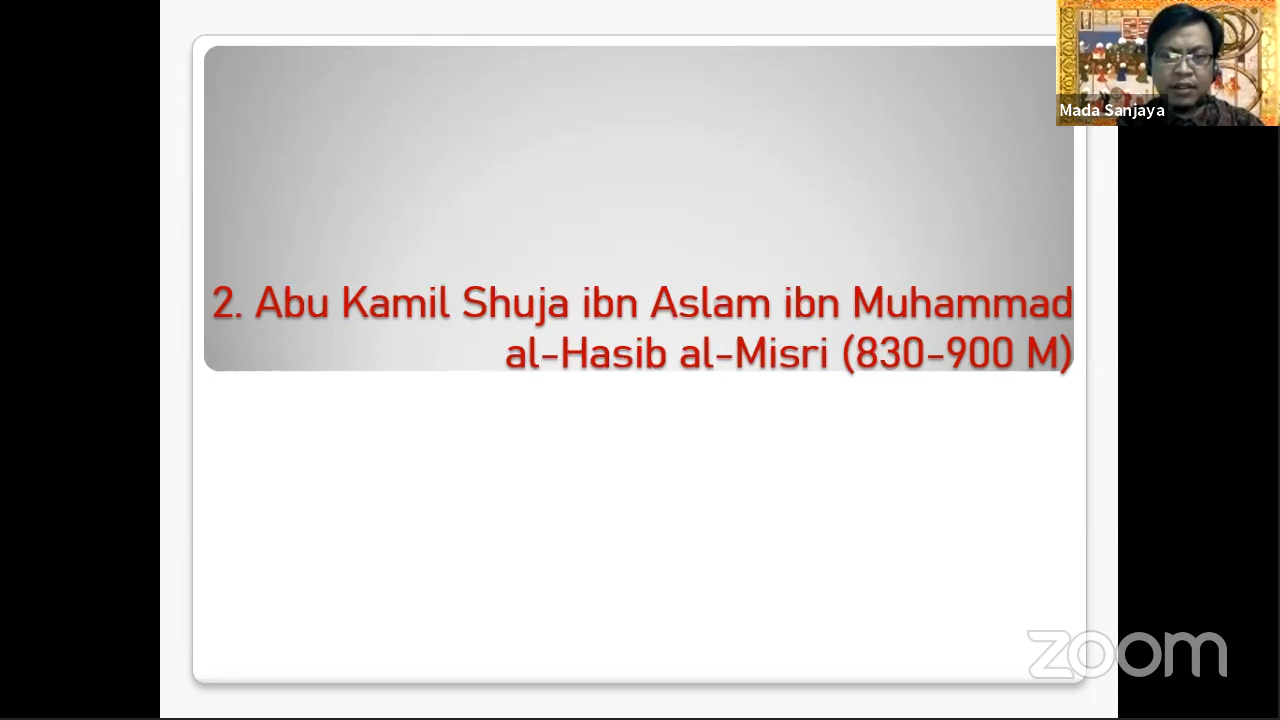 Mada Sanjaya
2. Abu Kamil Shuja ibn Aslam ibn Muhammad
al-Hasib al-Misri (830-900 M)
zoom